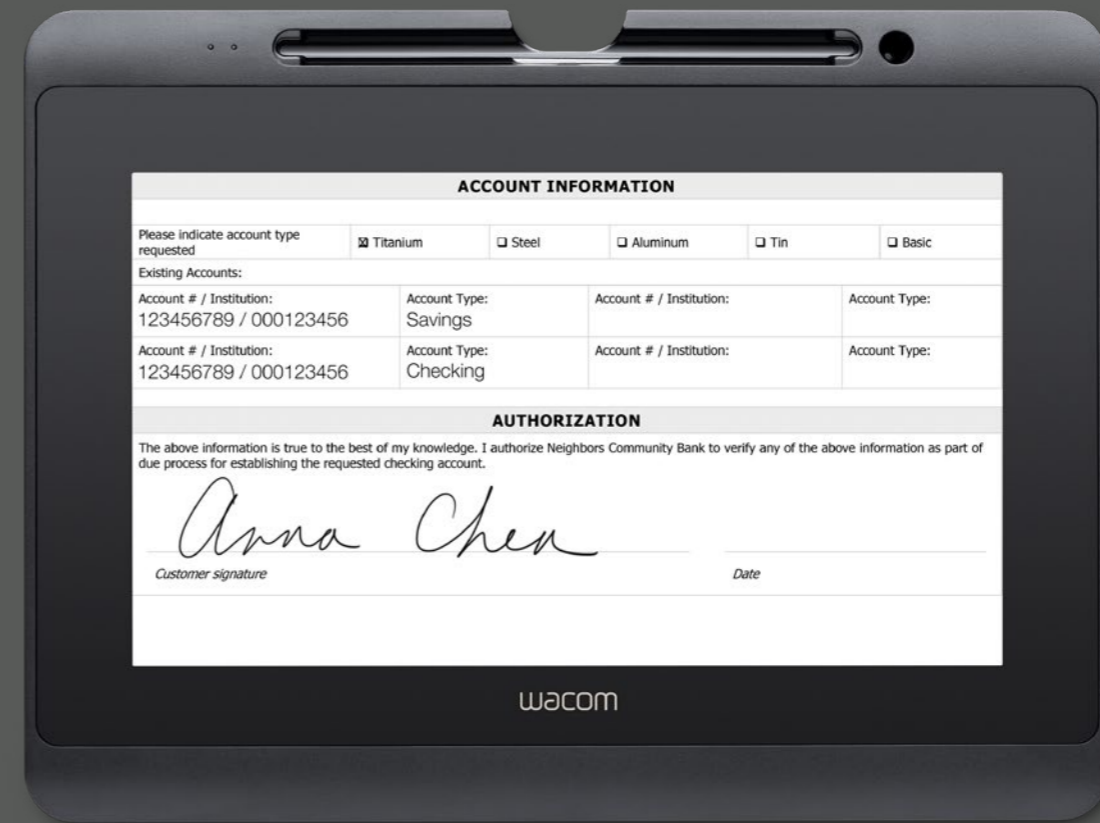 ACCOUNT INFORMATION
Please indicate account type
requested
☒ Titanium ☐ Steel ☐ Aluminum ☐ Tin ☐ Basic
Existing Accounts:
Account # / Institution: Account Type: Account # / Institution: Account Type:
123456789 / 000123456 Savings
Account # / Institution: Account Type: Account # / Institution: Account Type:
123456789 / 000123456 Checking
AUTHORIZATION
The above information is true to the best of my knowledge. I authorize Neighbors Community Bank to verify any of the above information as part of
due process for establishing the requested checking account.
Anna Chen
Customer signature Date
wacom